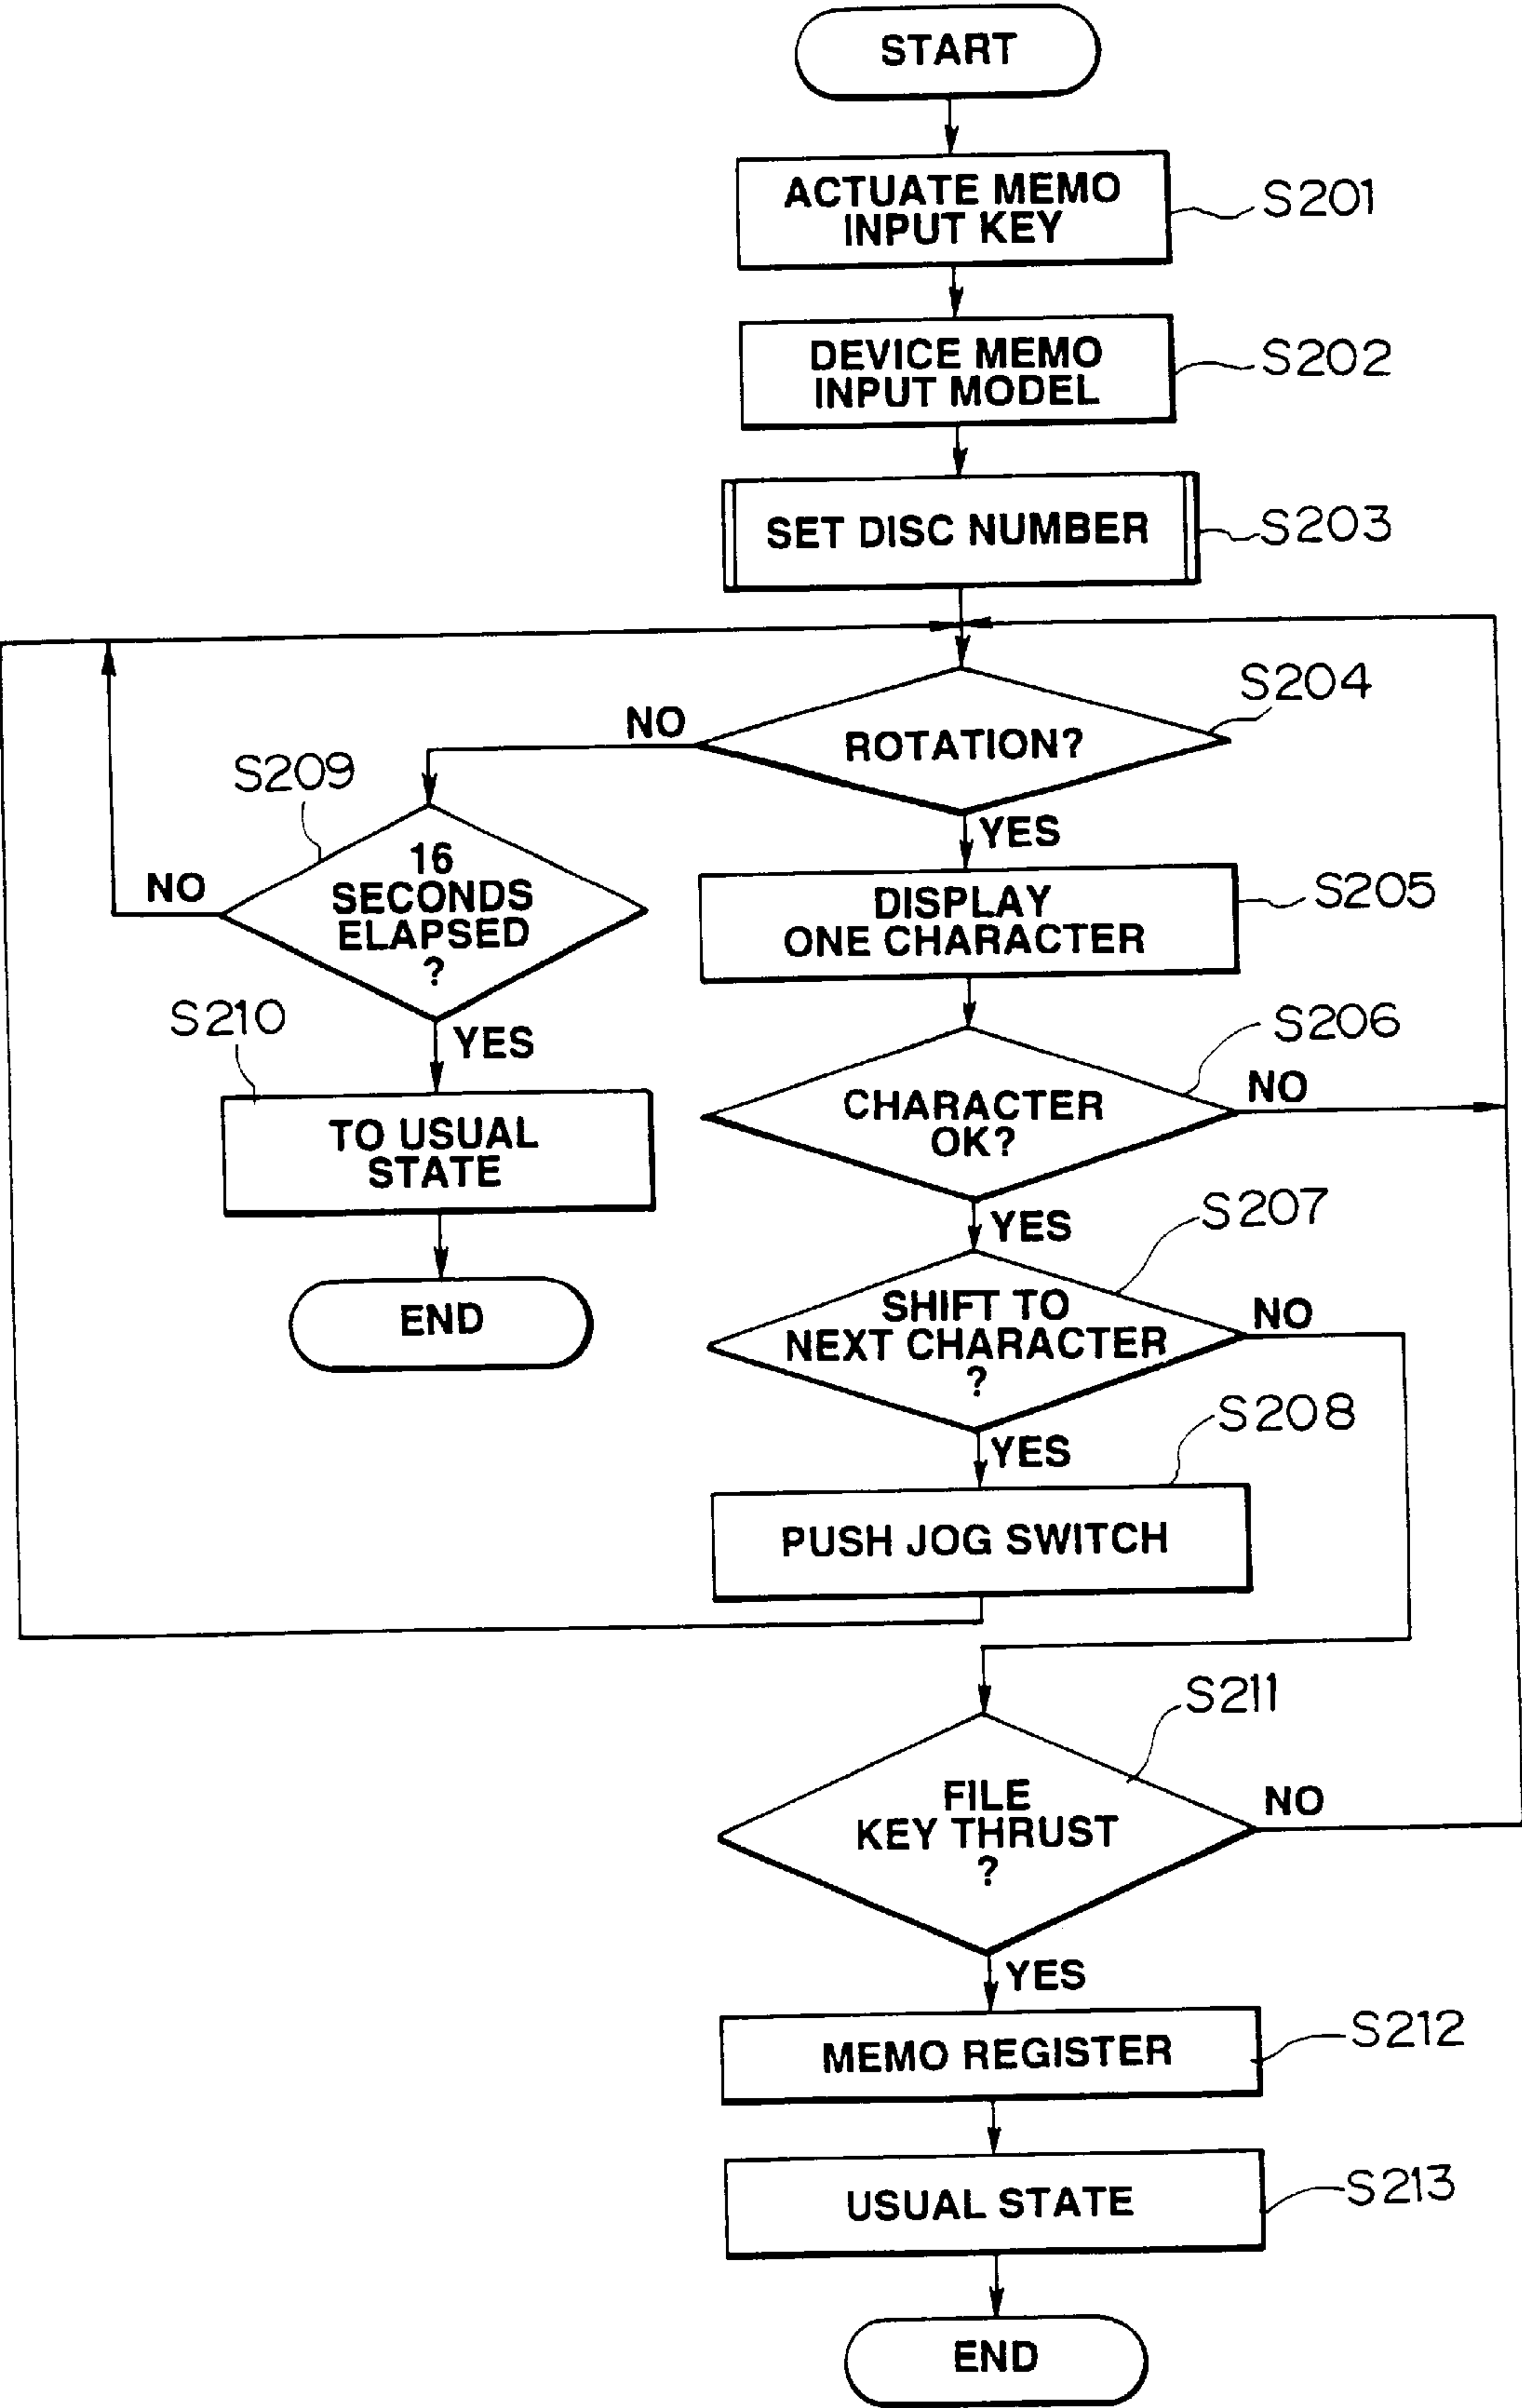 START
ACTUATE MEMO
INPUT KEY
S201
DEVICE MEMO
INPUT MODEL
S202
SET DISC NUMBER
S203
ROTATION?
S204
NO
YES
S209
16
SECONDS
ELAPSED
?
NO
YES
DISPLAY
ONE CHARACTER
S205
S210
TO USUAL
STATE
END
CHARACTER
OK?
S206
NO
YES
SHIFT TO
NEXT CHARACTER
?
S207
NO
YES
PUSH JOG SWITCH
S208
FILE
KEY THRUST
?
S211
NO
YES
MEMO REGISTER
S212
USUAL STATE
S213
END